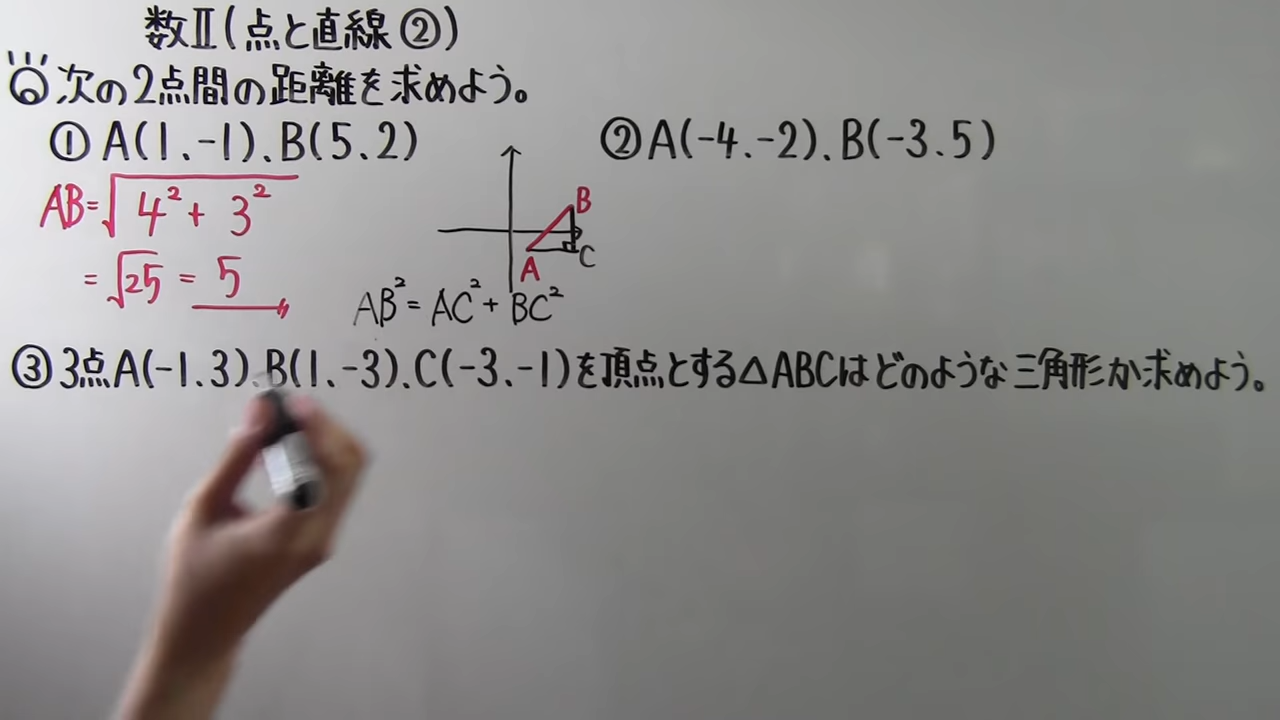 数Ⅱ(点と直線②)
次の2点間の距離を求めよう。
①A(1.-1).B(5.2)
②A(-4.-2).B(-3.5)
AB=√4²+3²
=√25=5
B
A
C
AB²=AC²+BC²
③3点A(-1.3).B(1.-3).C(-3.-1)を頂点とする△ABCはどのような三角形か求めよう。